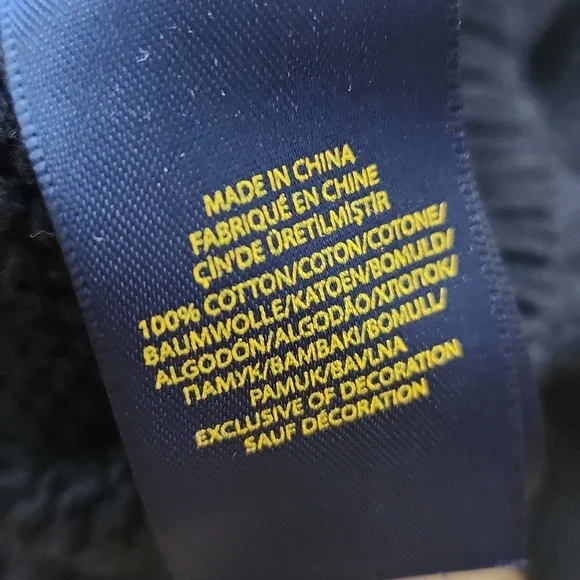 MADE IN CHINA
FABRIQUÉ EN CHINE
ÇİN'DE ÜRETİLMİŞTİR
100% COTTON/COTON/COTONE/
BAUMWOLLE/KATOEN/BOMULD/
ALGODÓN/ALGODÃO/ХЛОПОК/
ПАМУК/BAMBAKI/BOMULL/
PAMUK/BAVLNA
EXCLUSIVE OF DECORATION
SAUF DÉCORATION